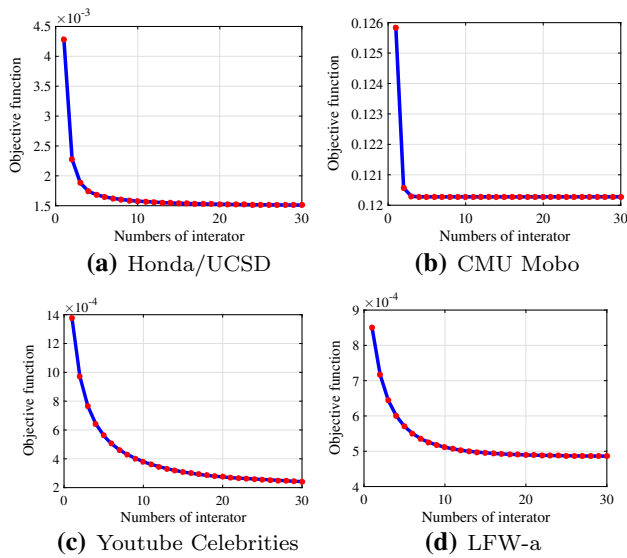 ×10⁻³
4.5
4
3.5
3
2.5
2
1.5
0 10 20 30
Objective function
Numbers of interator
(a) Honda/UCSD
0.126
0.125
0.124
0.123
0.122
0.121
0.12
0 10 20 30
Objective function
Numbers of interator
(b) CMU Mobo
×10⁻⁴
14
12
10
8
6
4
2
0 10 20 30
Objective function
Numbers of interator
(c) Youtube Celebrities
×10⁻⁴
9
8
7
6
5
4
0 10 20 30
Objective function
Numbers of interator
(d) LFW-a